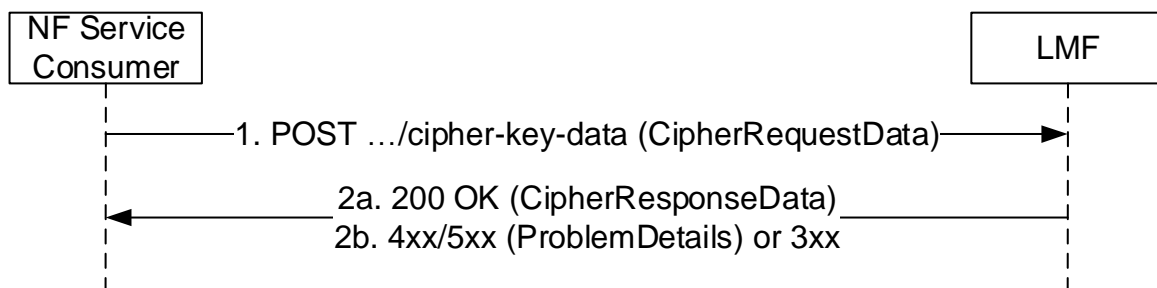 NF Service
Consumer
LMF
1. POST …/cipher-key-data (CipherRequestData)
2a. 200 OK (CipherResponseData)
2b. 4xx/5xx (ProblemDetails) or 3xx